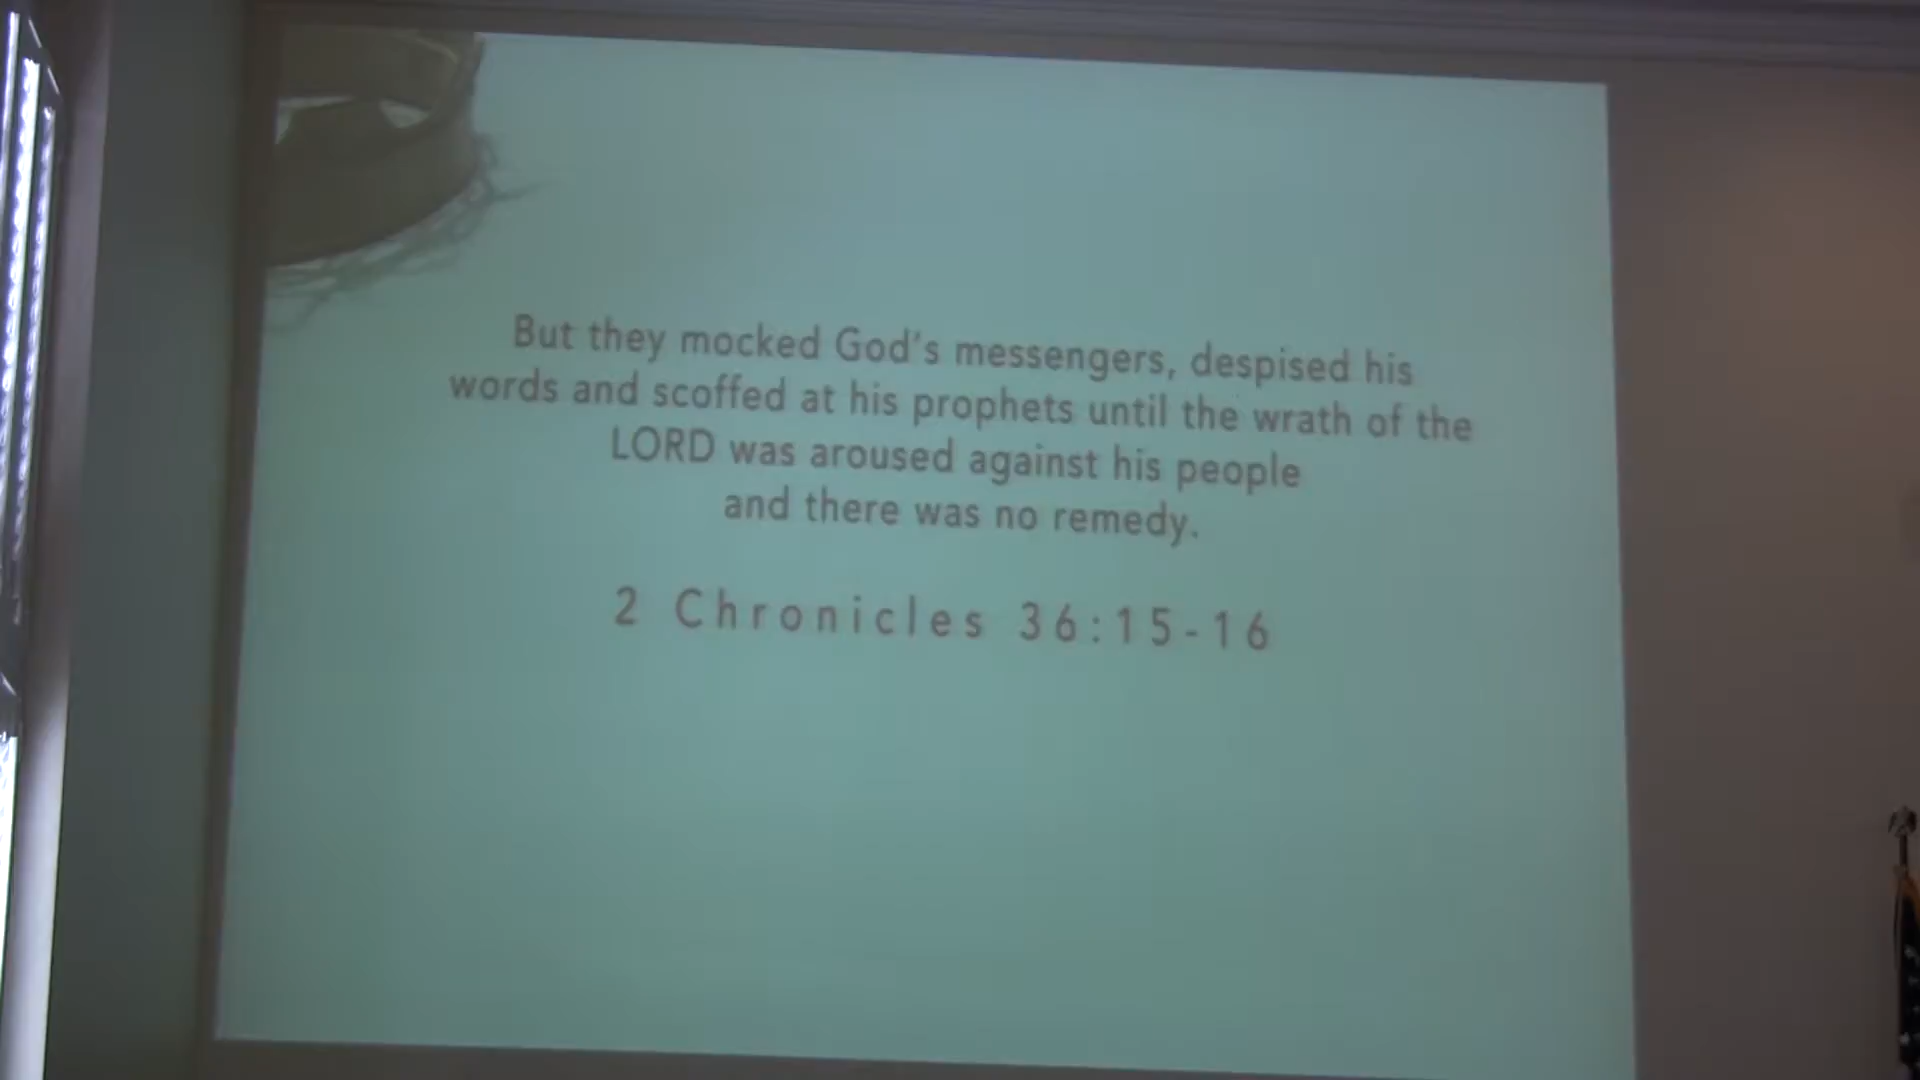 But they mocked God's messengers, despised his
words and scoffed at his prophets until the wrath of the
LORD was aroused against his people
and there was no remedy.
2 Chronicles 36:15-16